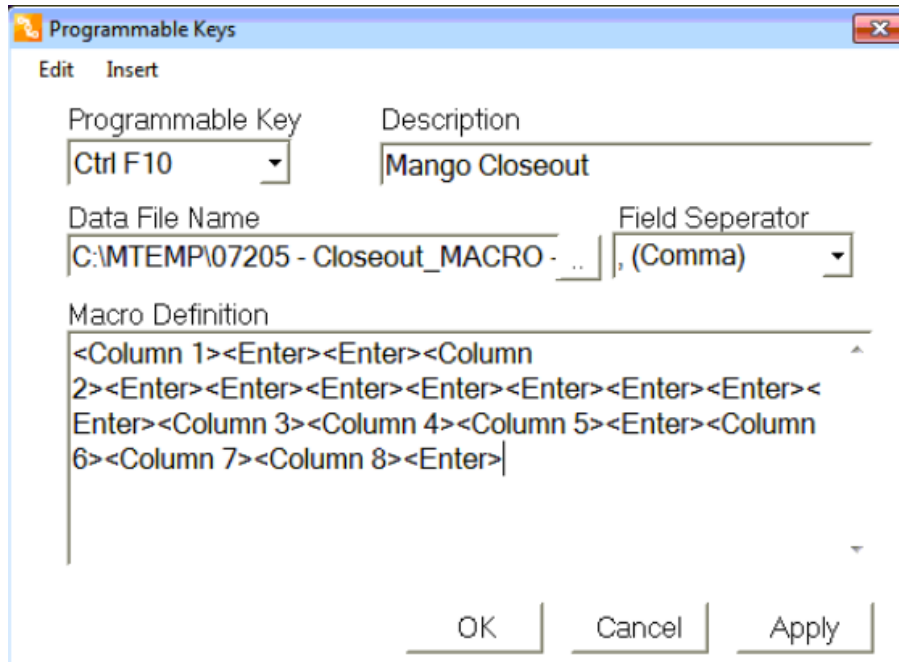 Programmable Keys
Edit Insert
Programmable Key Description
Ctrl F10 Mango Closeout
Data File Name Field Seperator
C:\MTEMP\07205 - Closeout_MACRO - .. , (Comma)
Macro Definition
<Column 1><Enter><Enter><Column
2><Enter><Enter><Enter><Enter><Enter><Enter><Enter><
Enter><Column 3><Column 4><Column 5><Enter><Column
6><Column 7><Column 8><Enter>
OK Cancel Apply